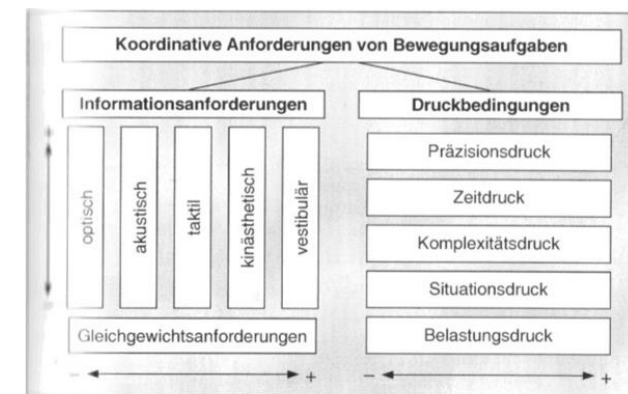 Koordinative Anforderungen von Bewegungsaufgaben
Informationsanforderungen
Druckbedingungen
optisch
akustisch
taktil
kinästhetisch
vestibulär
Gleichgewichtsanforderungen
Präzisionsdruck
Zeitdruck
Komplexitätsdruck
Situationsdruck
Belastungsdruck
- +
- +